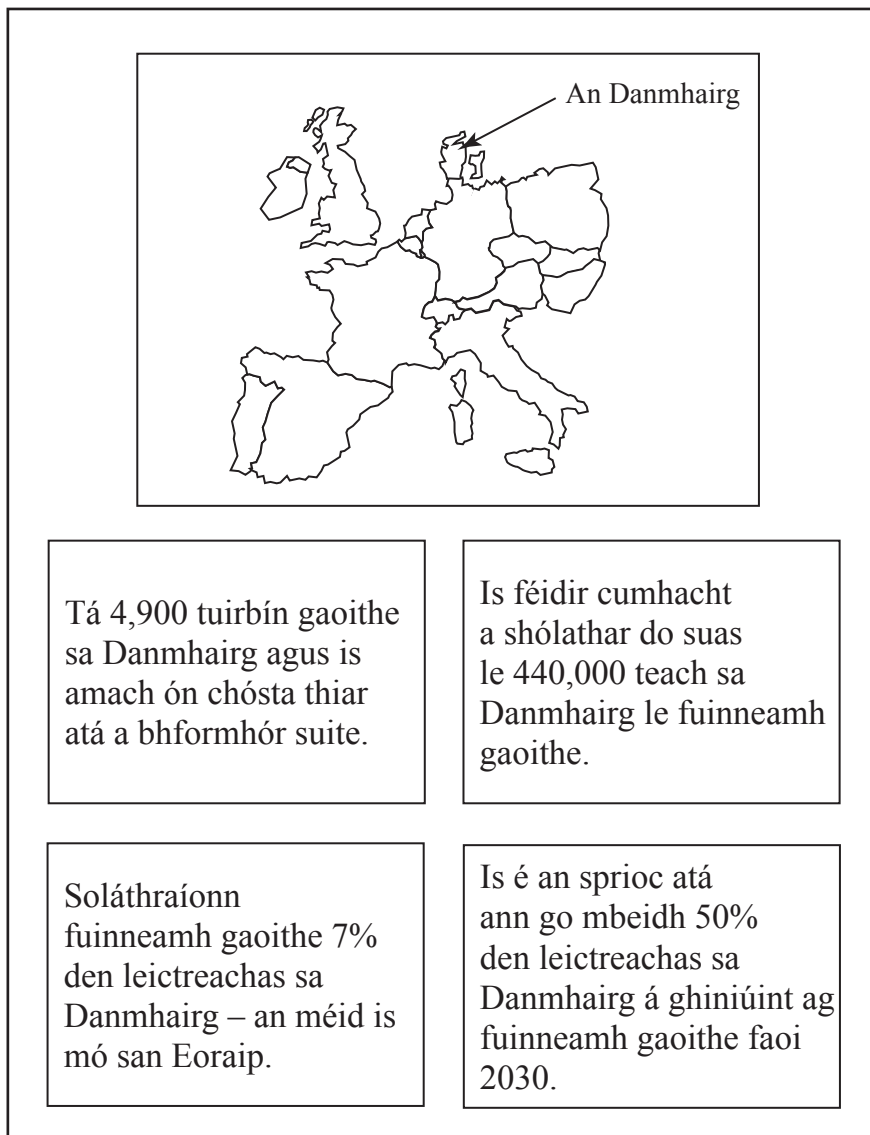 An Danmhairg
Tá 4,900 tuirbín gaoithe
sa Danmhairg agus is
amach ón chósta thiar
atá a bhformhór suite.
Is féidir cumhacht
a shólathar do suas
le 440,000 teach sa
Danmhairg le fuinneamh
gaoithe.
Soláthraíonn
fuinneamh gaoithe 7%
den leictreachas sa
Danmhairg – an méid is
mó san Eoraip.
Is é an sprioc atá
ann go mbeidh 50%
den leictreachas sa
Danmhairg á ghiniúint ag
fuinneamh gaoithe faoi
2030.